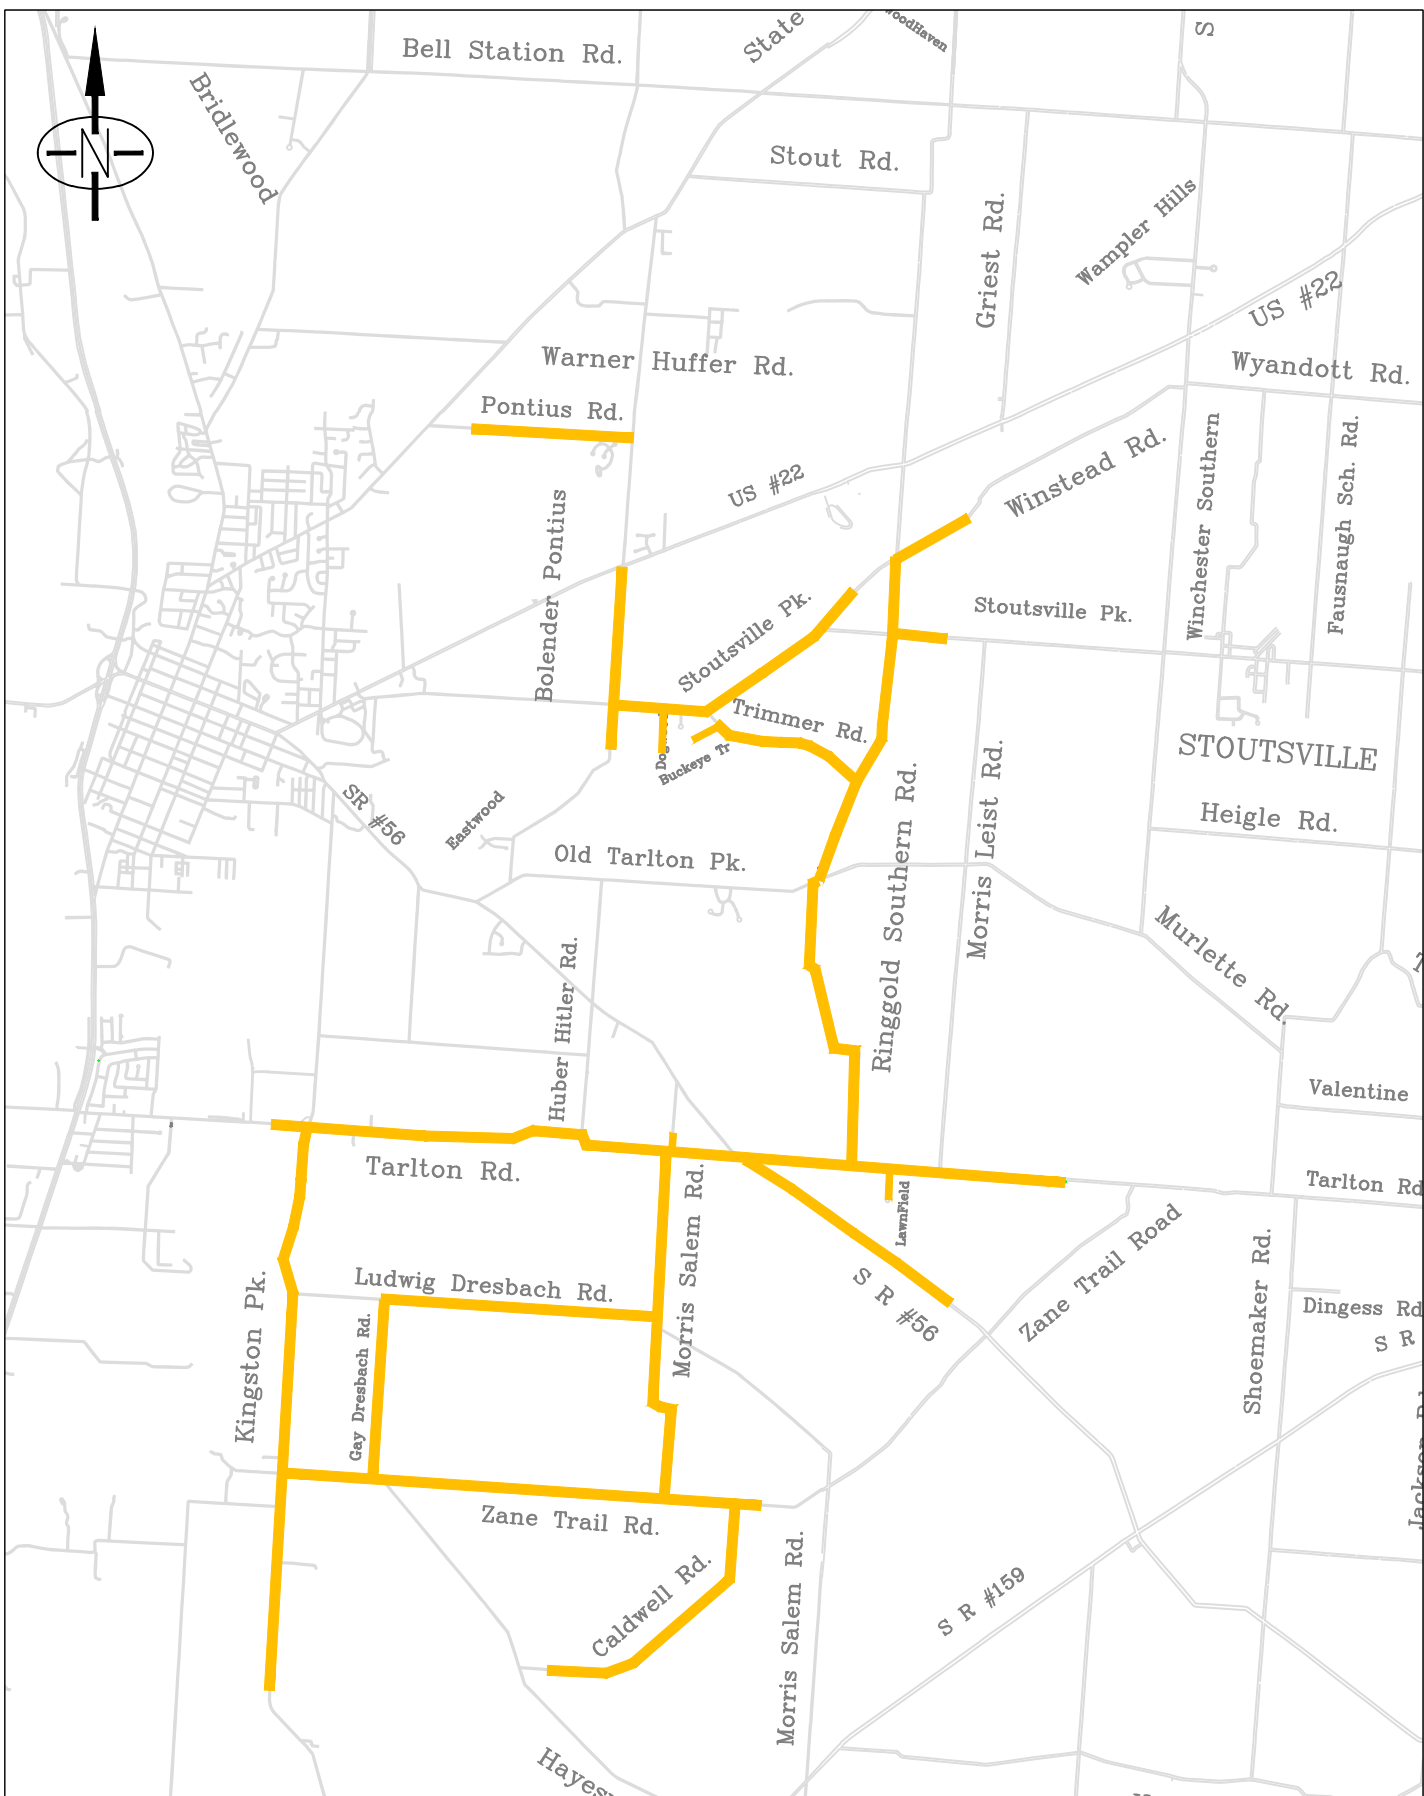 WoodHaven
State
S
Bell Station Rd.
Bridlewood
N
Stout Rd.
Wampler Hills
Griest Rd.
US #22
Warner Huffer Rd.
Wyandott Rd.
Pontius Rd.
Winstead Rd.
US #22
Winchester Southern
Fausnaugh Sch. Rd.
Bolender Pontius
Stoutsville Pk.
Stoutsville Pk.
Trimmer Rd.
Buckeye Tr
STOUTSVILLE
SR #56
Eastwood
Heigle Rd.
Old Tarlton Pk.
Ringgold Southern Rd.
Morris Leist Rd.
Murlette Rd.
Huber Hitler Rd.
Valentine
Tarlton Rd.
Tarlton Rd
LawnField
Morris Salem Rd.
Zane Trail Road
Shoemaker Rd.
Ludwig Dresbach Rd.
S R #56
Dingess Rd
S R
Kingston Pk.
Gay Dresbach Rd.
Zane Trail Rd.
Caldwell Rd.
Morris Salem Rd.
S R #159